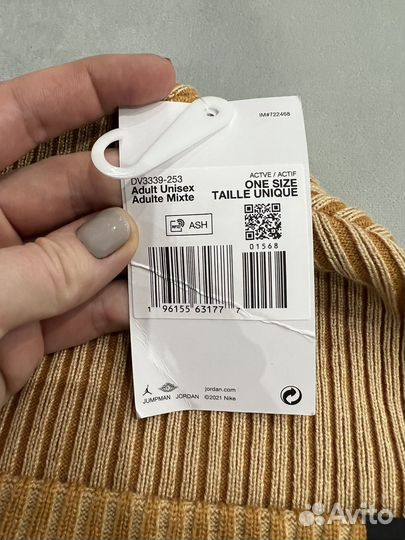 IM#722468
DV3339-253
Adult Unisex
Adulte Mixte
ACTVE / ACTIF
ONE SIZE
TAILLE UNIQUE
RFID
ASH
01568
1 96155 63177 7
JUMPMAN JORDAN
jordan.com
©2021 Nike
Avito